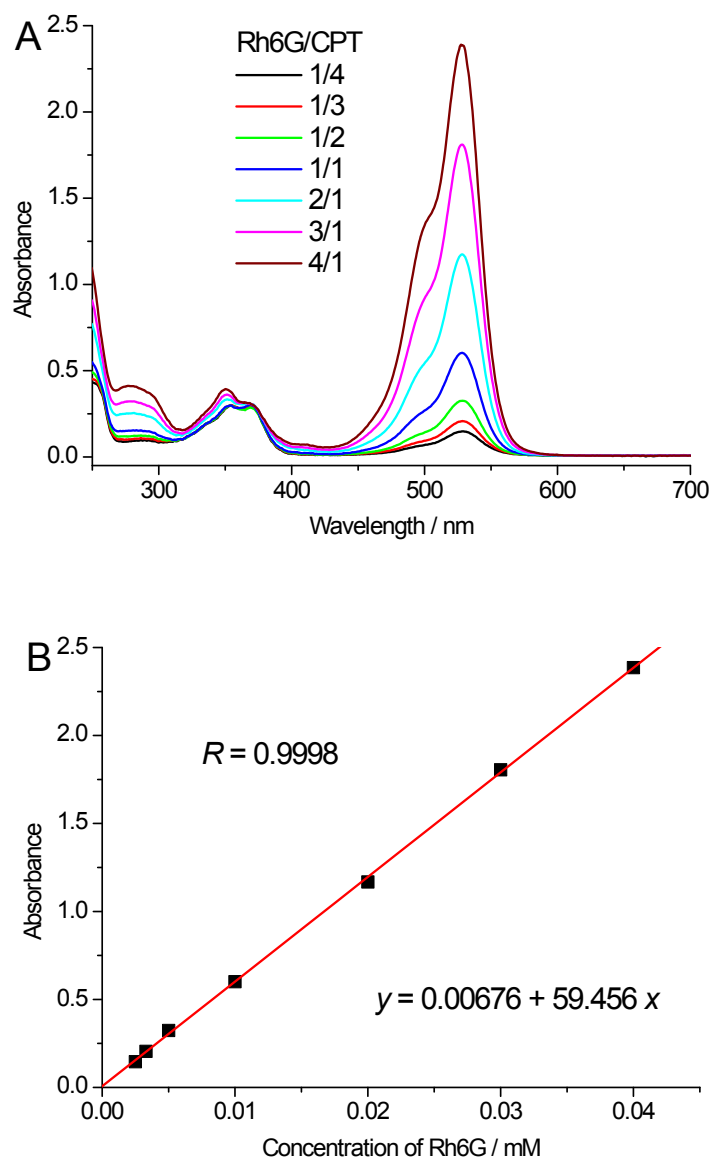 A
Rh6G/CPT
1/4
1/3
1/2
1/1
2/1
3/1
4/1
2.5
2.0
1.5
1.0
0.5
0.0
Absorbance
300 400 500 600 700
Wavelength / nm
B
2.5
2.0
1.5
1.0
0.5
0.0
Absorbance
R = 0.9998
y = 0.00676 + 59.456 x
0.00 0.01 0.02 0.03 0.04
Concentration of Rh6G / mM